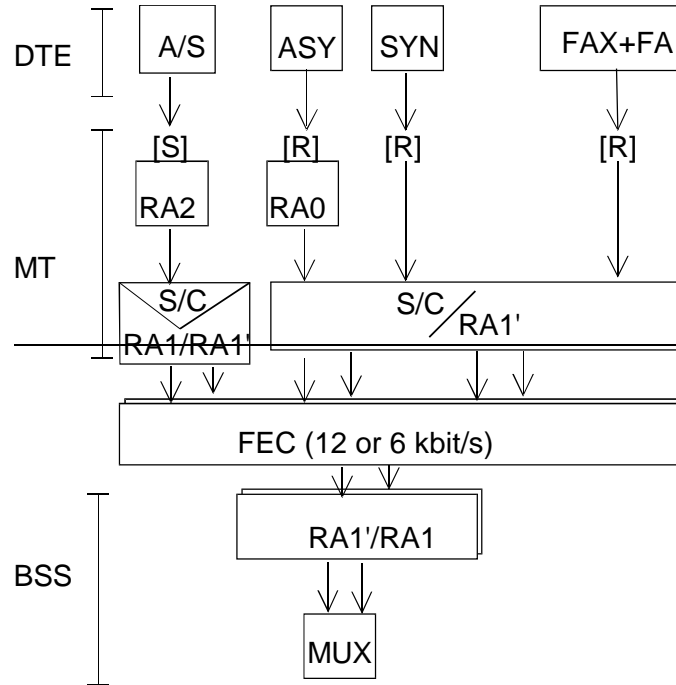 DTE
A/S
ASY
SYN
FAX+FA
[S]
[R]
[R]
[R]
RA2
RA0
MT
S/C
S/C
RA1'
RA1/RA1'
FEC (12 or 6 kbit/s)
RA1'/RA1
BSS
MUX